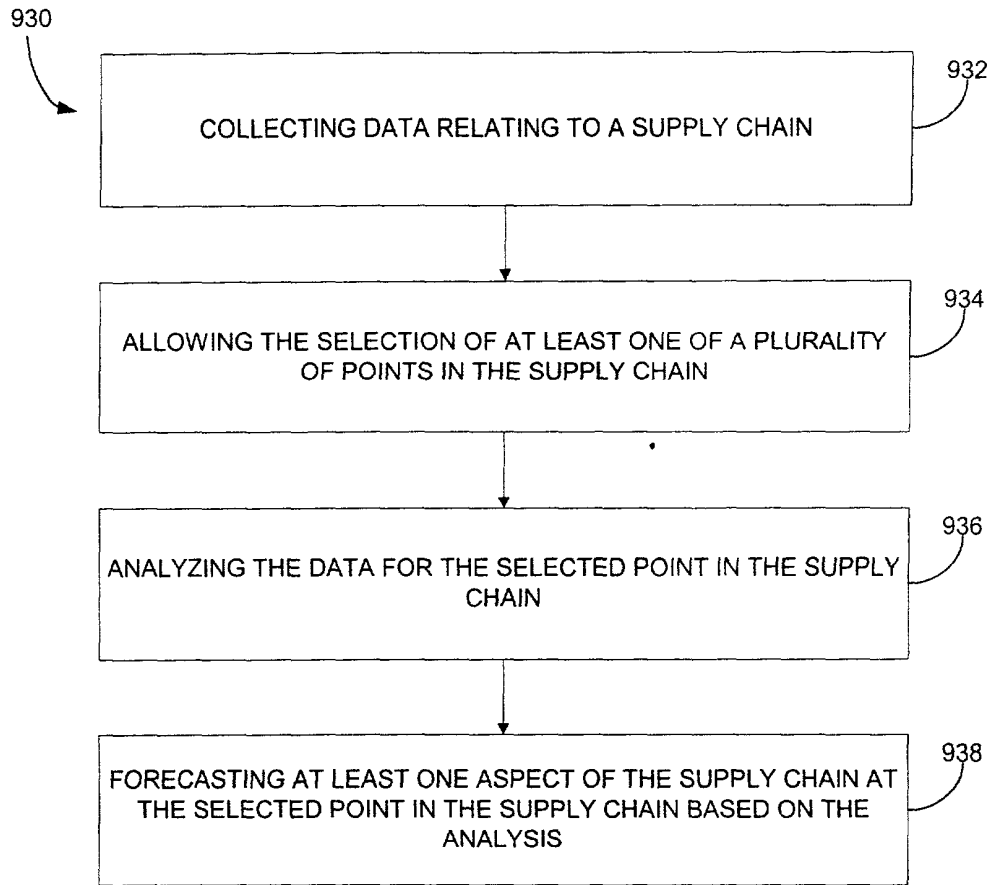 930
932
COLLECTING DATA RELATING TO A SUPPLY CHAIN
934
ALLOWING THE SELECTION OF AT LEAST ONE OF A PLURALITY
OF POINTS IN THE SUPPLY CHAIN
936
ANALYZING THE DATA FOR THE SELECTED POINT IN THE SUPPLY
CHAIN
938
FORECASTING AT LEAST ONE ASPECT OF THE SUPPLY CHAIN AT
THE SELECTED POINT IN THE SUPPLY CHAIN BASED ON THE
ANALYSIS